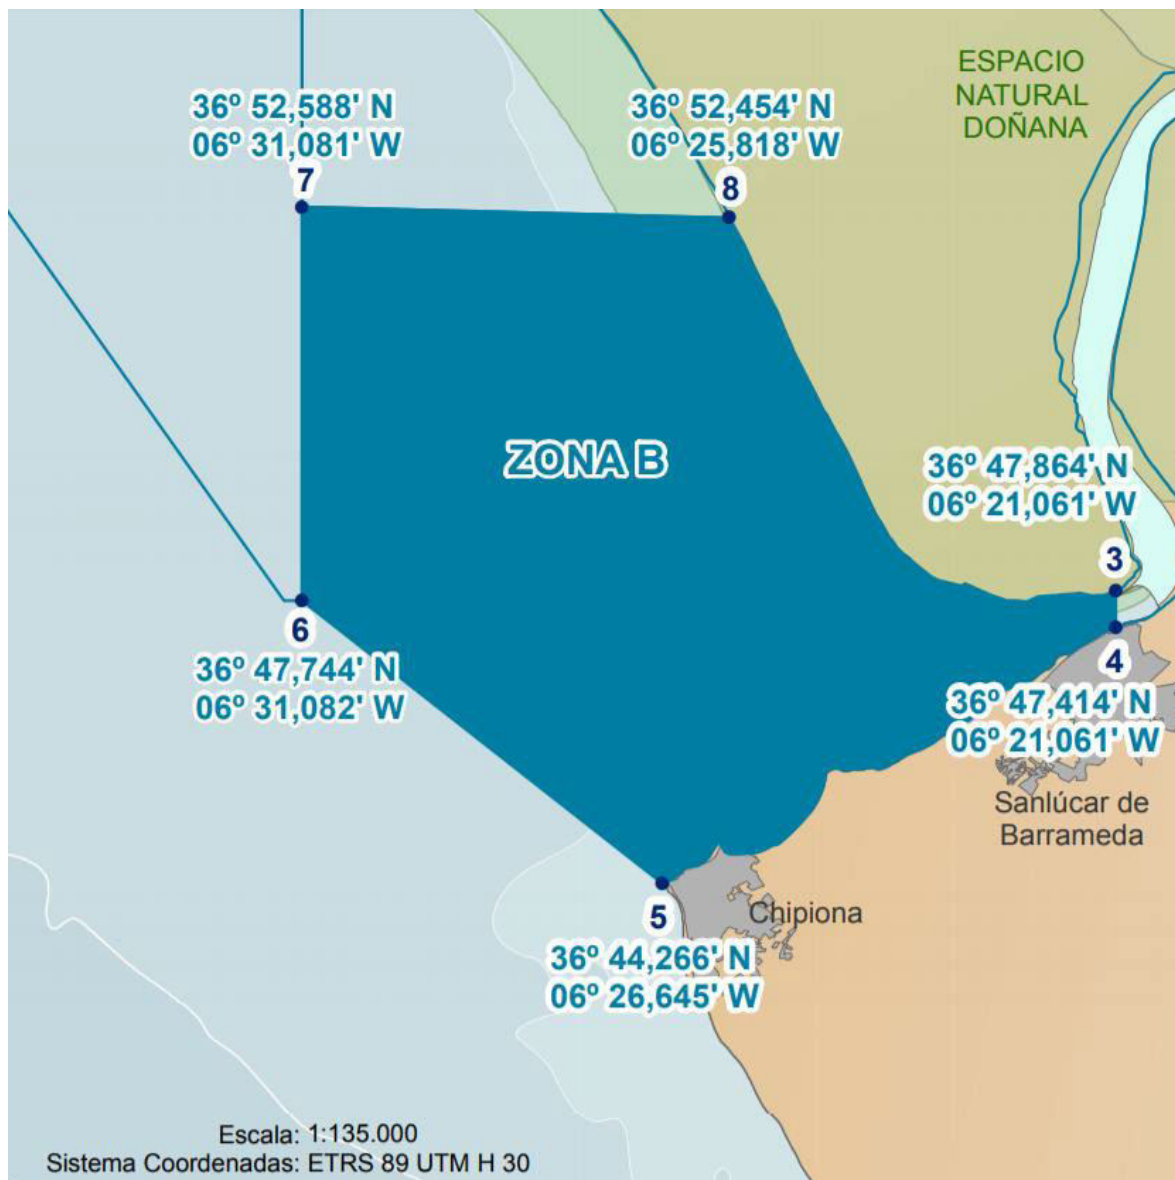 ESPACIO
NATURAL
DOÑANA
36º 52,588' N
06º 31,081' W
7
36º 52,454' N
06º 25,818' W
8
ZONA B
36º 47,864' N
06º 21,061' W
3
6
36º 47,744' N
06º 31,082' W
4
36º 47,414' N
06º 21,061' W
Sanlúcar de
Barrameda
5
Chipiona
36º 44,266' N
06º 26,645' W
Escala: 1:135.000
Sistema Coordenadas: ETRS 89 UTM H 30